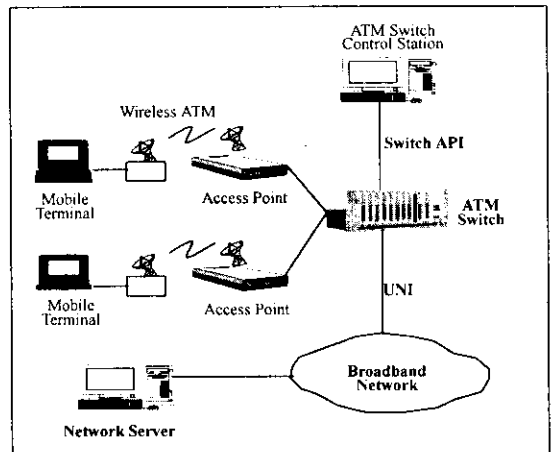 ATM Switch
Control Station
Wireless ATM
Switch API
Mobile
Terminal
Access Point
ATM
Switch
Mobile
Terminal
Access Point
UNI
Broadband
Network
Network Server